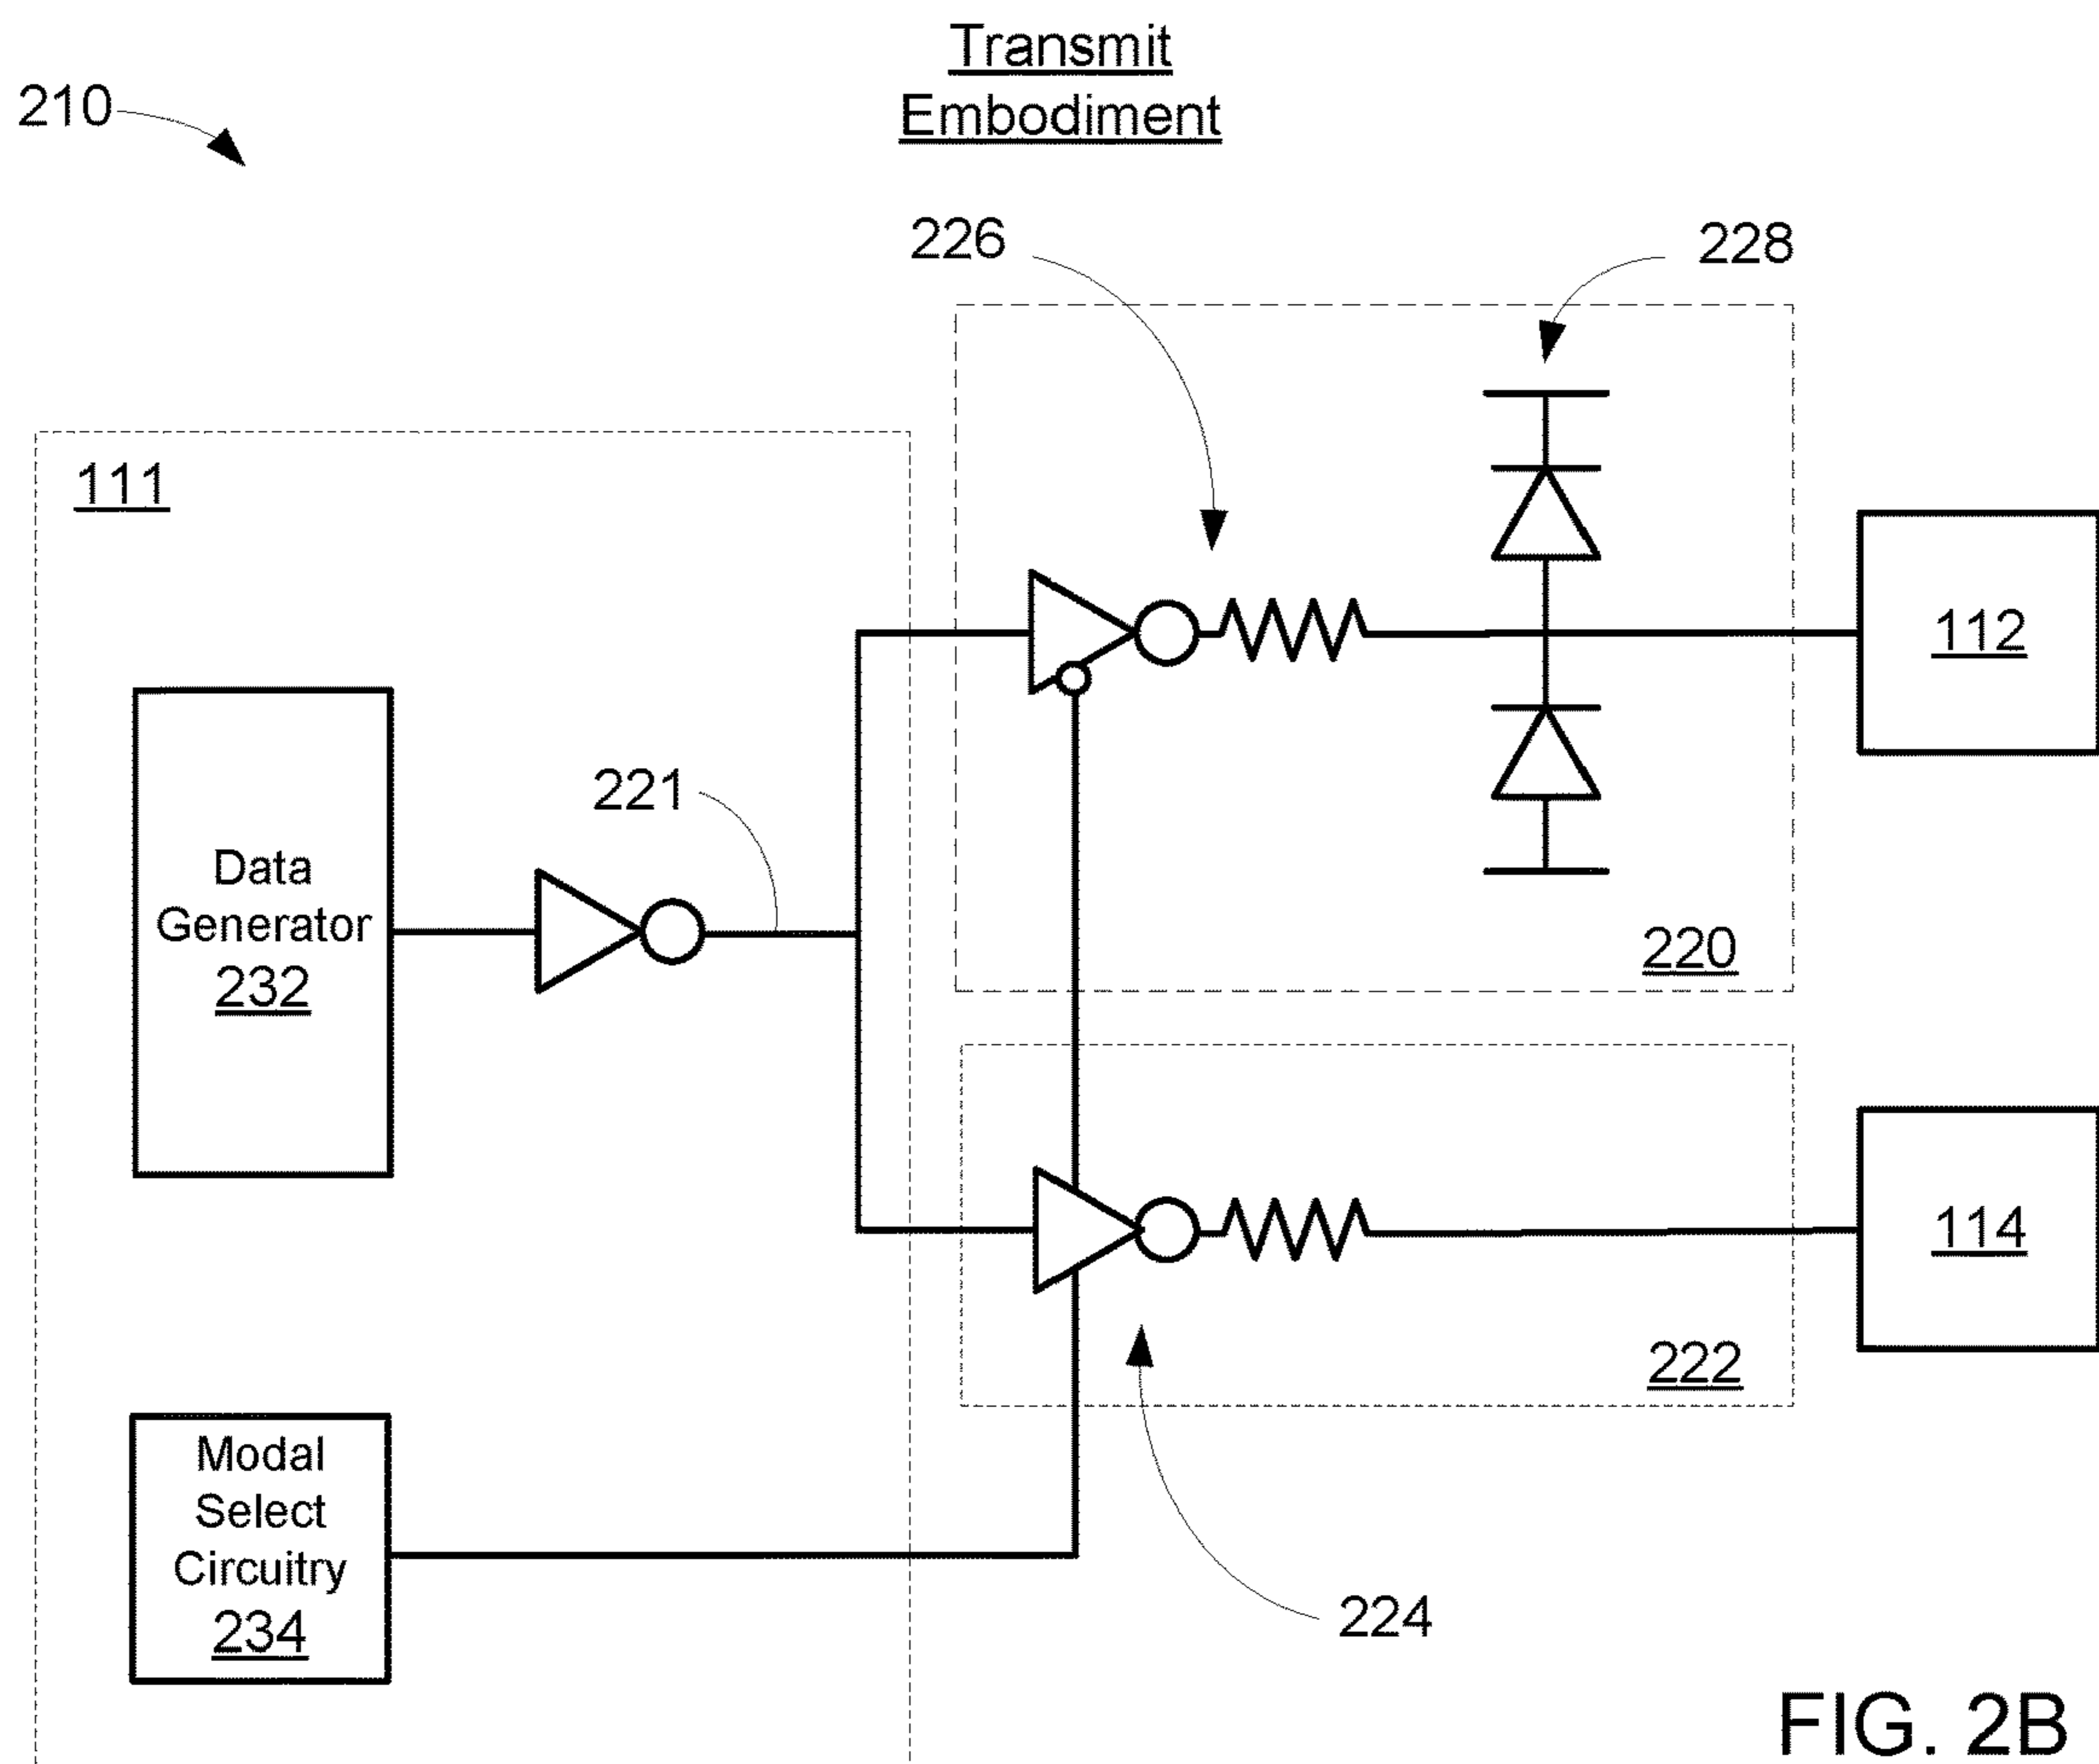 Transmit
Embodiment
210
226
228
111
112
221
Data
Generator
232
220
114
222
Modal
Select
Circuitry
234
224
FIG. 2B